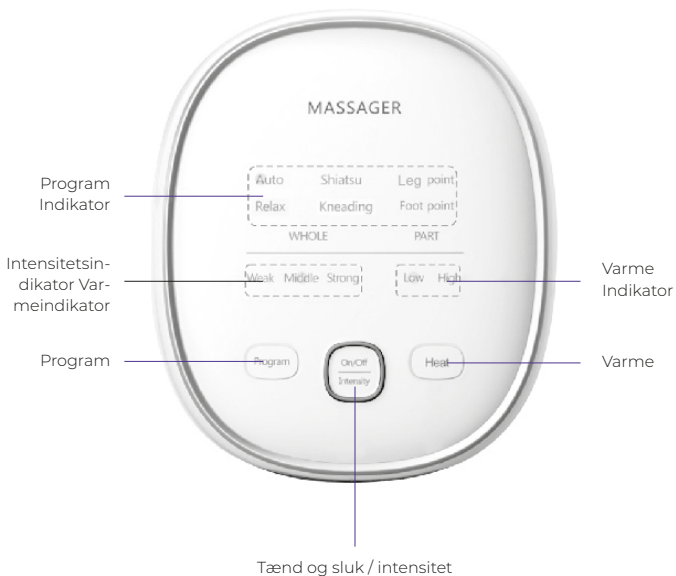 MASSAGER
Program
Indikator
Auto Shiatsu Leg point
Relax Kneading Foot point
WHOLE PART
Intensitetsin-
dikator Var-
meindikator
Weak Middle Strong Low High
Varme
Indikator
Program
Program On/Off Heat
Intensity
Varme
Tænd og sluk / intensitet